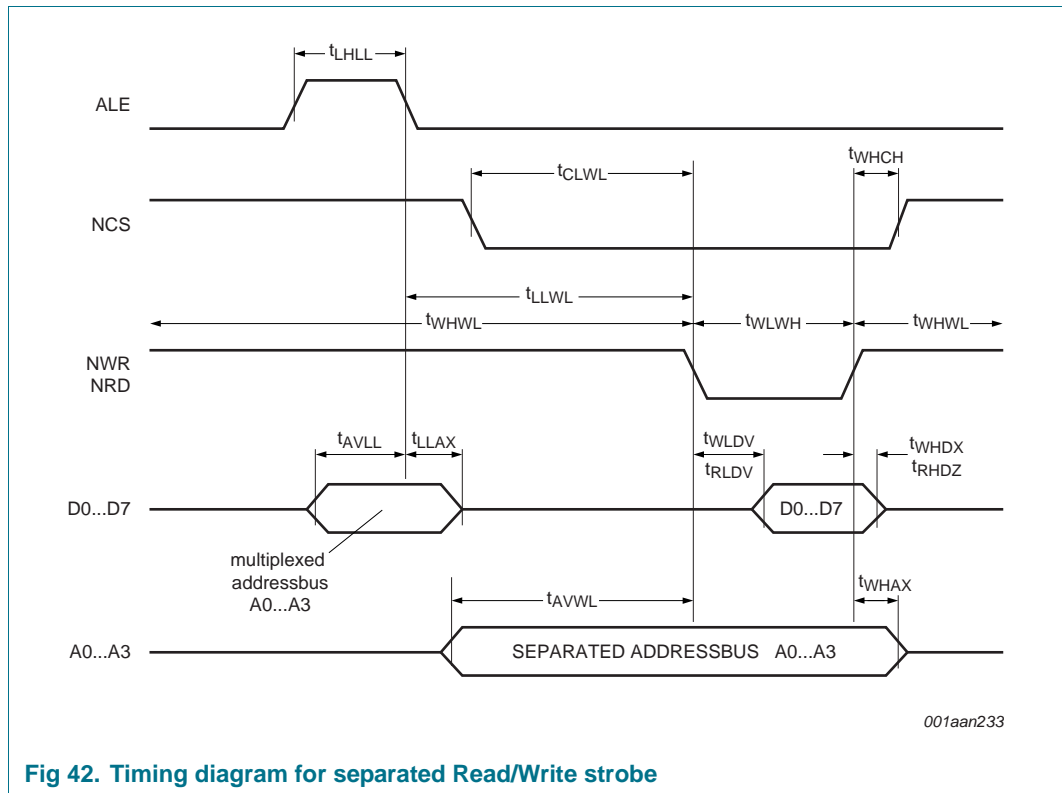 tLHLL
ALE
tWHCH
tCLWL
NCS
tLLWL
tWHWL
tWLWH
tWHWL
NWR
NRD
tAVLL
tLLAX
tWLDV
tRLDV
tWHDX
tRHDZ
D0...D7
D0...D7
multiplexed
addressbus
A0...A3
tAVWL
tWHAX
A0...A3
SEPARATED ADDRESSBUS A0...A3
001aan233
Fig 42. Timing diagram for separated Read/Write strobe